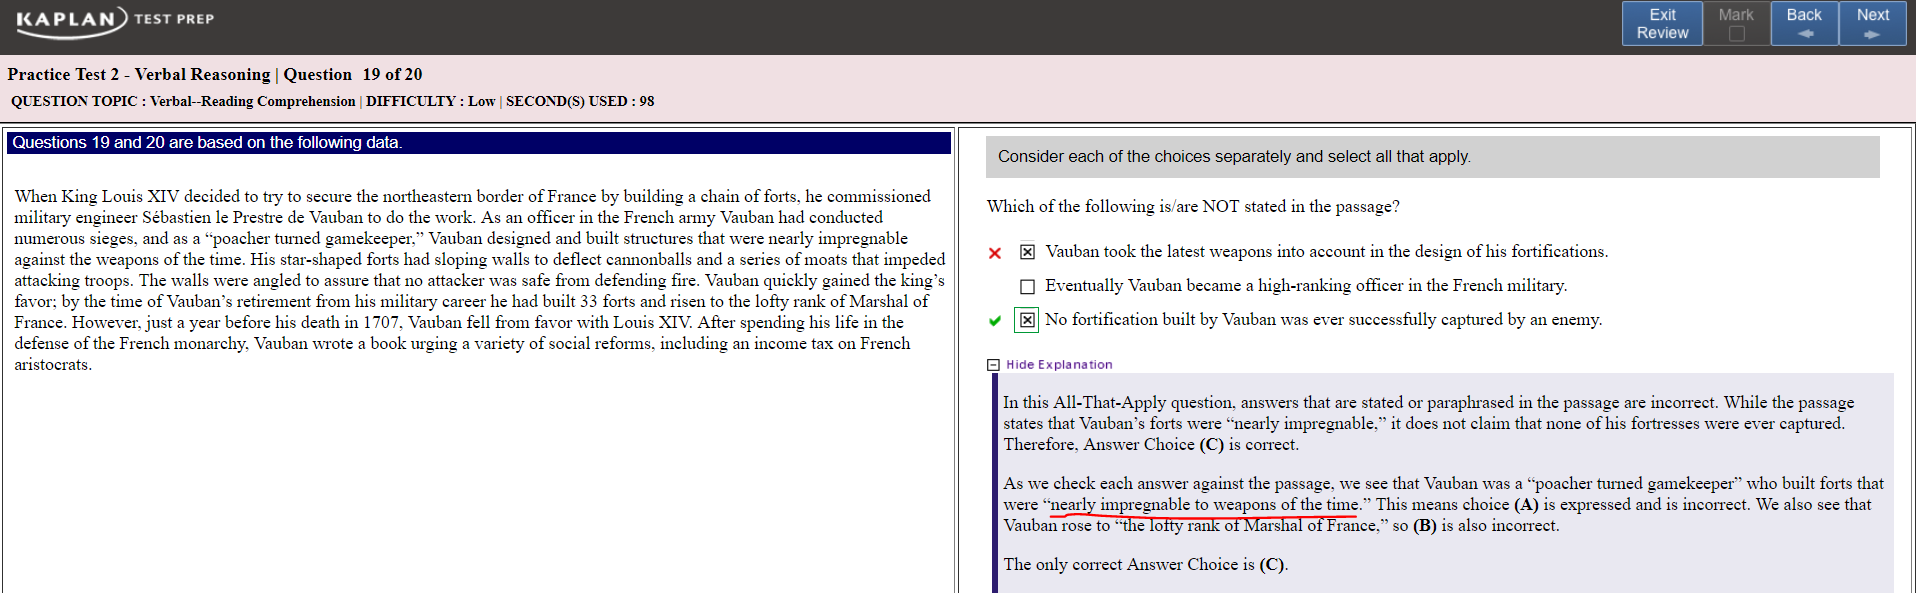 KAPLAN) TEST PREP
Exit Review
Mark
Back
Next
Practice Test 2 - Verbal Reasoning | Question 19 of 20
QUESTION TOPIC : Verbal--Reading Comprehension | DIFFICULTY : Low | SECOND(S) USED : 98
Questions 19 and 20 are based on the following data.
When King Louis XIV decided to try to secure the northeastern border of France by building a chain of forts, he commissioned
military engineer Sébastien le Prestre de Vauban to do the work. As an officer in the French army Vauban had conducted
numerous sieges, and as a “poacher turned gamekeeper,” Vauban designed and built structures that were nearly impregnable
against the weapons of the time. His star-shaped forts had sloping walls to deflect cannonballs and a series of moats that impeded
attacking troops. The walls were angled to assure that no attacker was safe from defending fire. Vauban quickly gained the king’s
favor; by the time of Vauban’s retirement from his military career he had built 33 forts and risen to the lofty rank of Marshal of
France. However, just a year before his death in 1707, Vauban fell from favor with Louis XIV. After spending his life in the
defense of the French monarchy, Vauban wrote a book urging a variety of social reforms, including an income tax on French
aristocrats.
Consider each of the choices separately and select all that apply.
Which of the following is/are NOT stated in the passage?
Vauban took the latest weapons into account in the design of his fortifications.
Eventually Vauban became a high-ranking officer in the French military.
No fortification built by Vauban was ever successfully captured by an enemy.
Hide Explanation
In this All-That-Apply question, answers that are stated or paraphrased in the passage are incorrect. While the passage
states that Vauban’s forts were “nearly impregnable,” it does not claim that none of his fortresses were ever captured.
Therefore, Answer Choice (C) is correct.
As we check each answer against the passage, we see that Vauban was a “poacher turned gamekeeper” who built forts that
were “nearly impregnable to weapons of the time.” This means choice (A) is expressed and is incorrect. We also see that
Vauban rose to “the lofty rank of Marshal of France,” so (B) is also incorrect.
The only correct Answer Choice is (C).